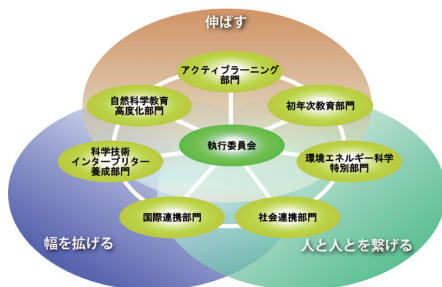 伸ばす
アクティブラーニング
部門
自然科学教育
高度化部門
初年次教育部門
執行委員会
科学技術
インタープリター
養成部門
環境エネルギー科学
特別部門
国際連携部門
社会連携部門
幅を拡げる
人と人とを繋げる